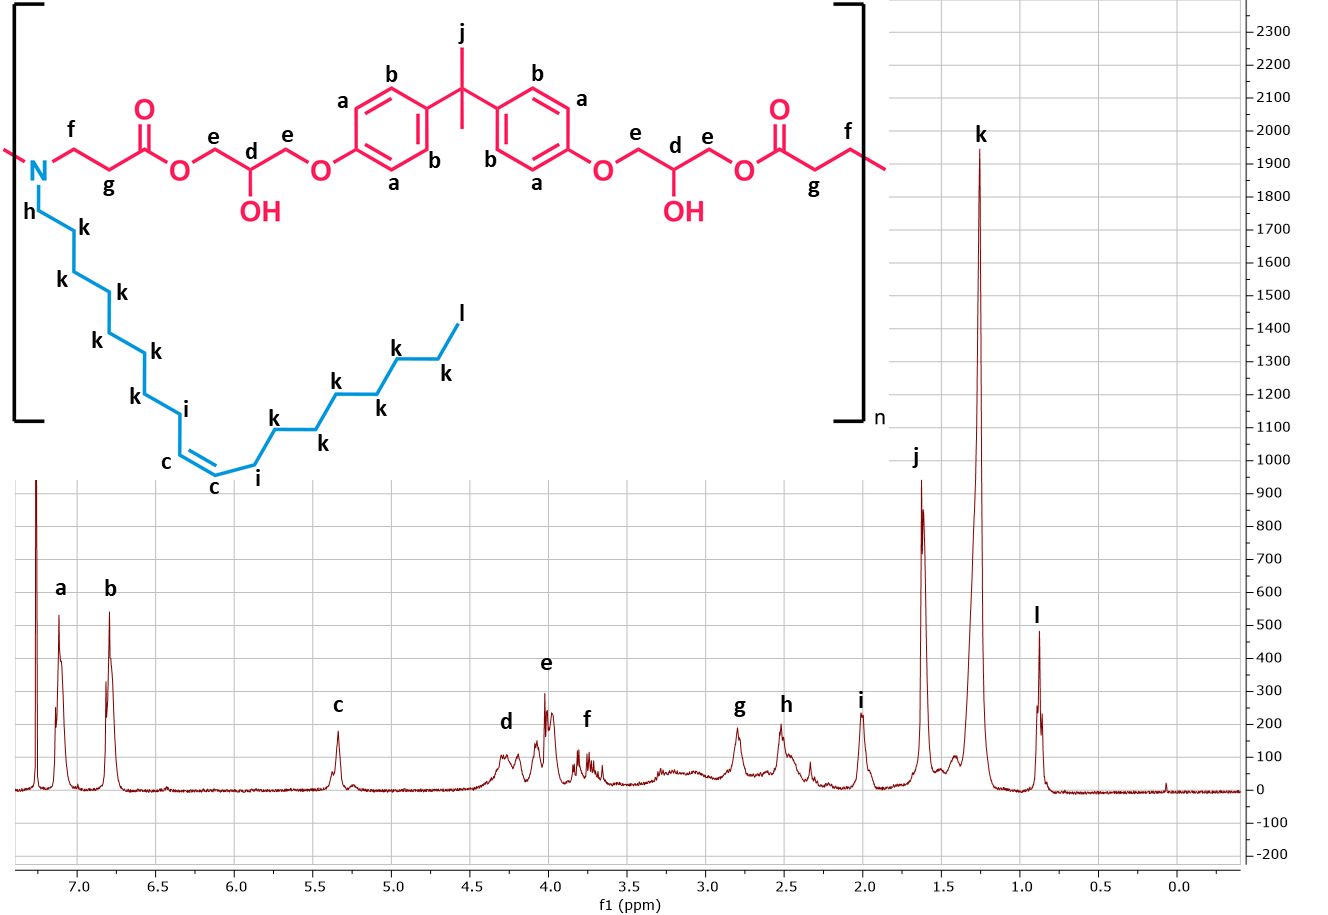 j
b b
a a
O O
f e e e e f
d d
N O O O O
b b
g a a g
h OH OH
k
k
k
k
k
k
i
c
c
i
k
k
k
k
k
k
l
n
a
b
c
d
e
f
g
h
i
j
k
l
2300
2200
2100
2000
1900
1800
1700
1600
1500
1400
1300
1200
1100
1000
900
800
700
600
500
400
300
200
100
0
-100
-200
7.0 6.5 6.0 5.5 5.0 4.5 4.0 3.5 3.0 2.5 2.0 1.5 1.0 0.5 0.0
f1 (ppm)